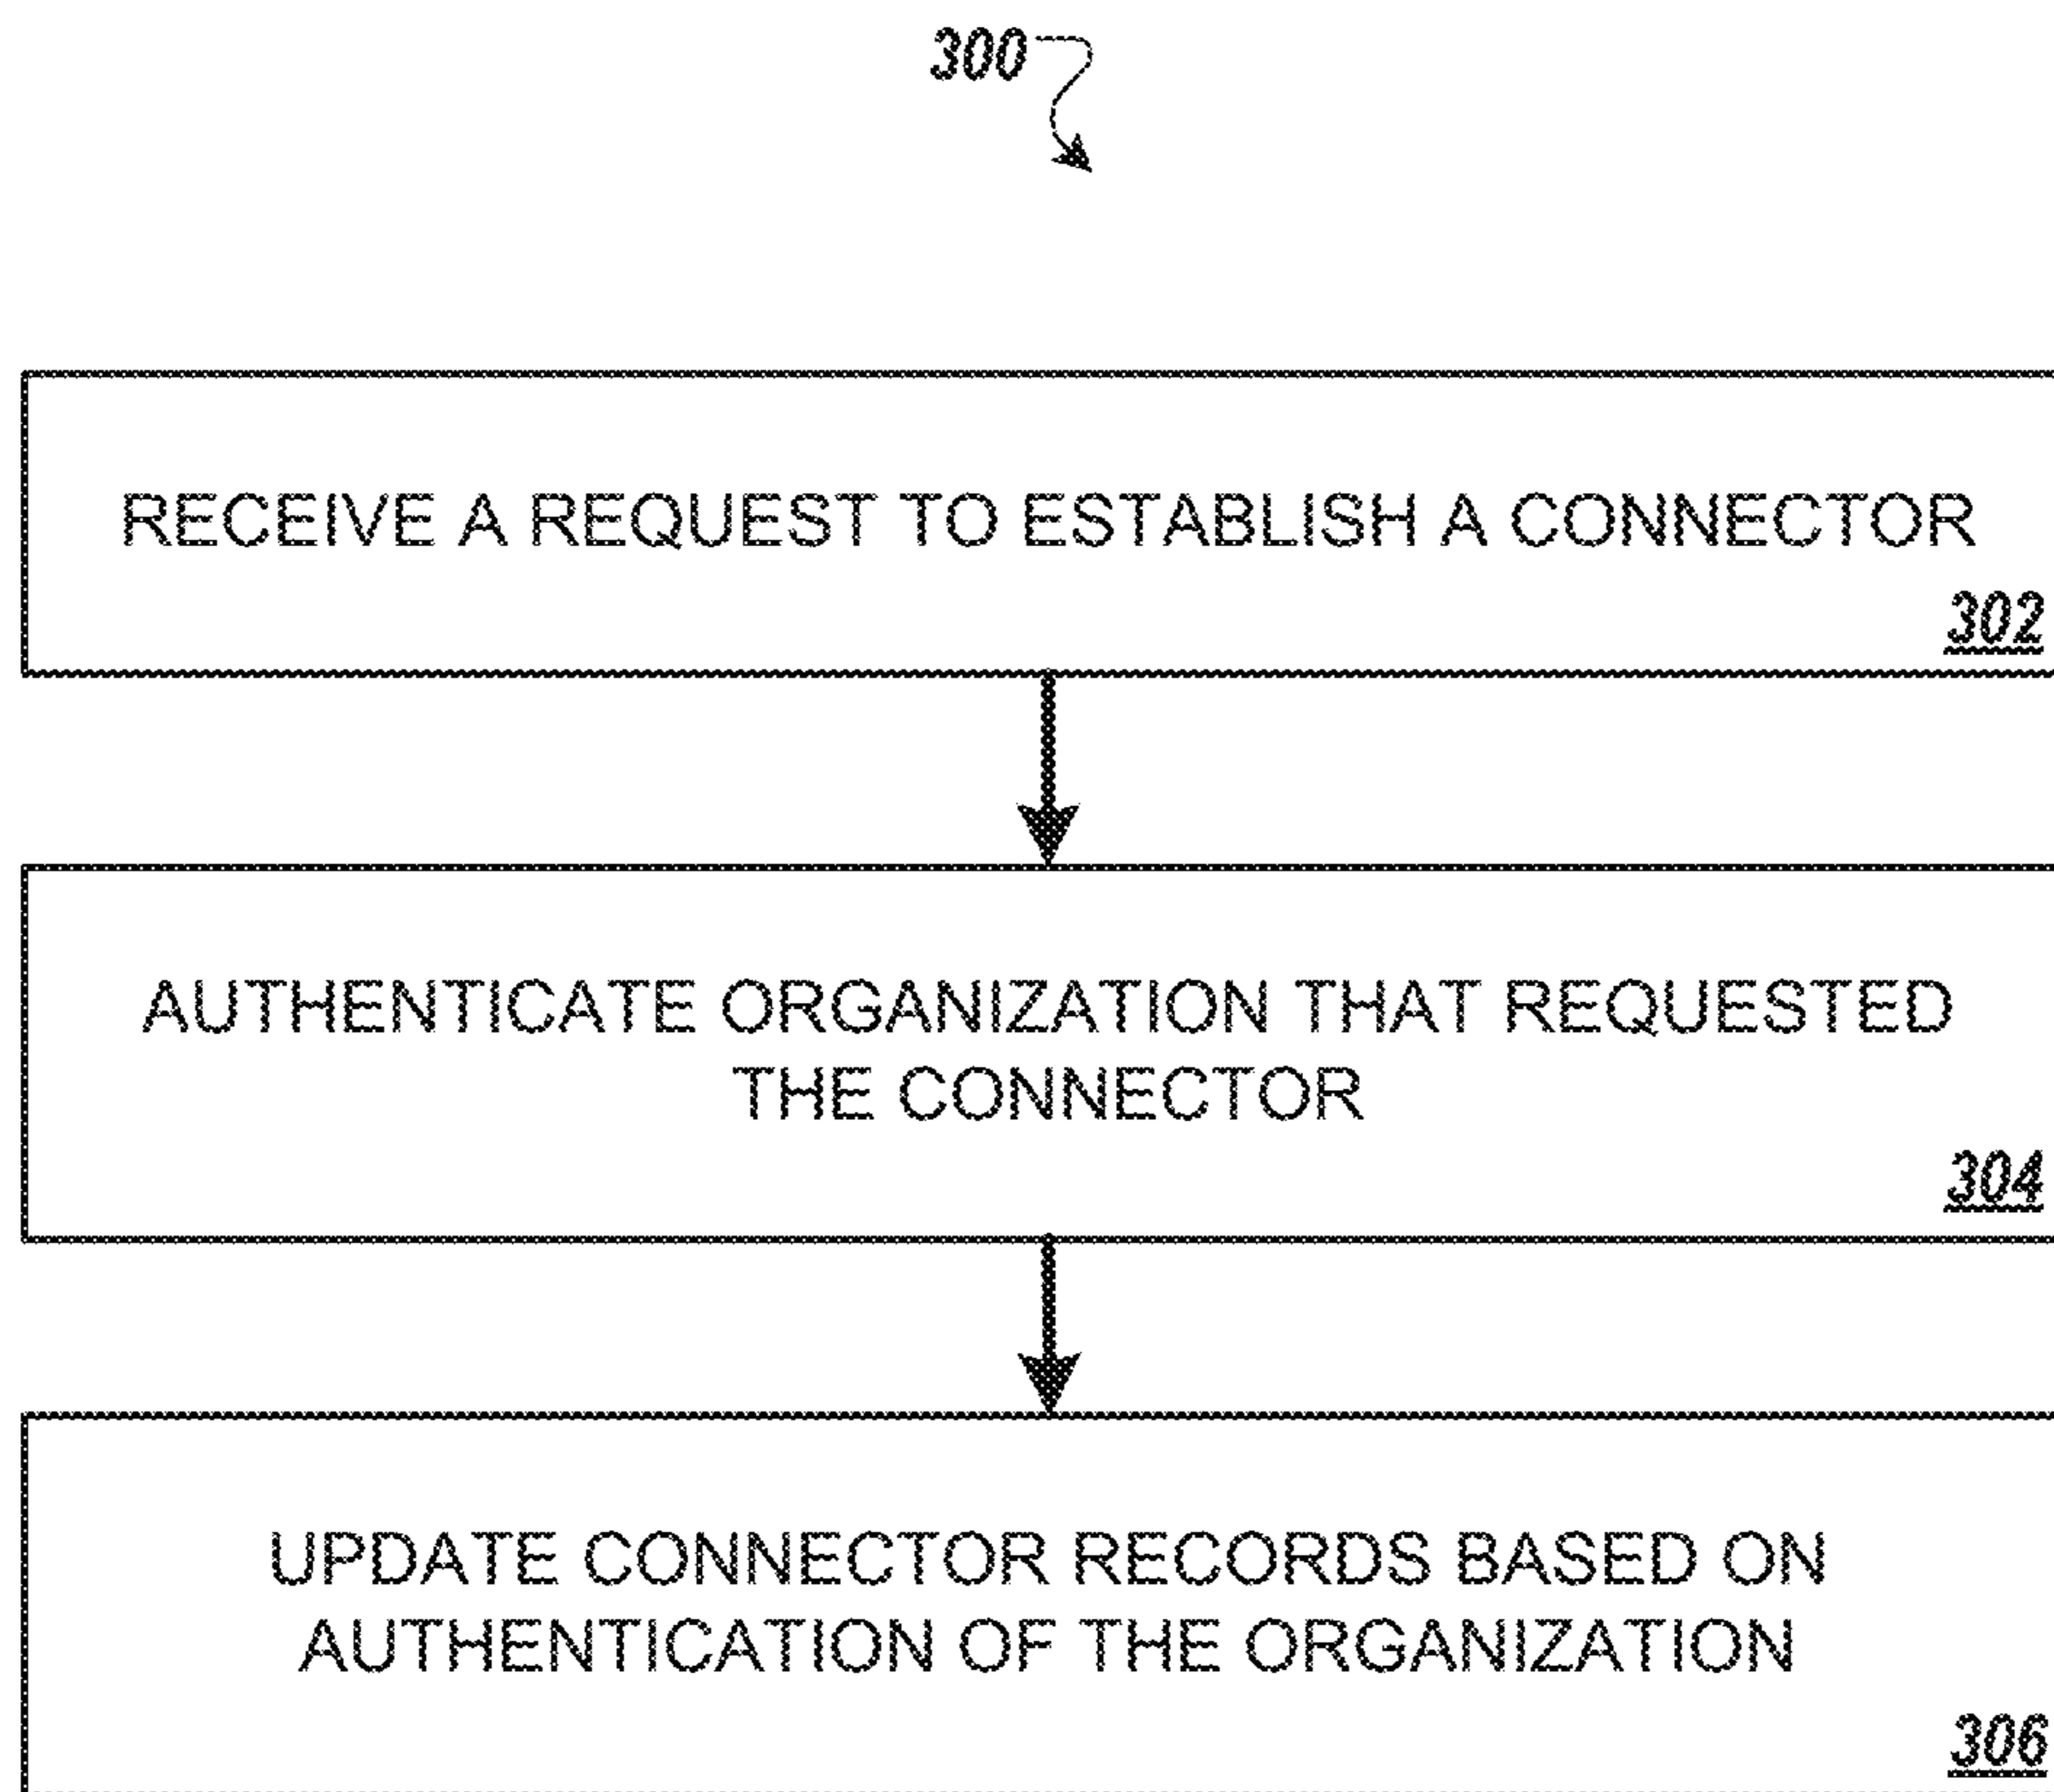 300
RECEIVE A REQUEST TO ESTABLISH A CONNECTOR
302
AUTHENTICATE ORGANIZATION THAT REQUESTED
THE CONNECTOR
304
UPDATE CONNECTOR RECORDS BASED ON
AUTHENTICATION OF THE ORGANIZATION
306